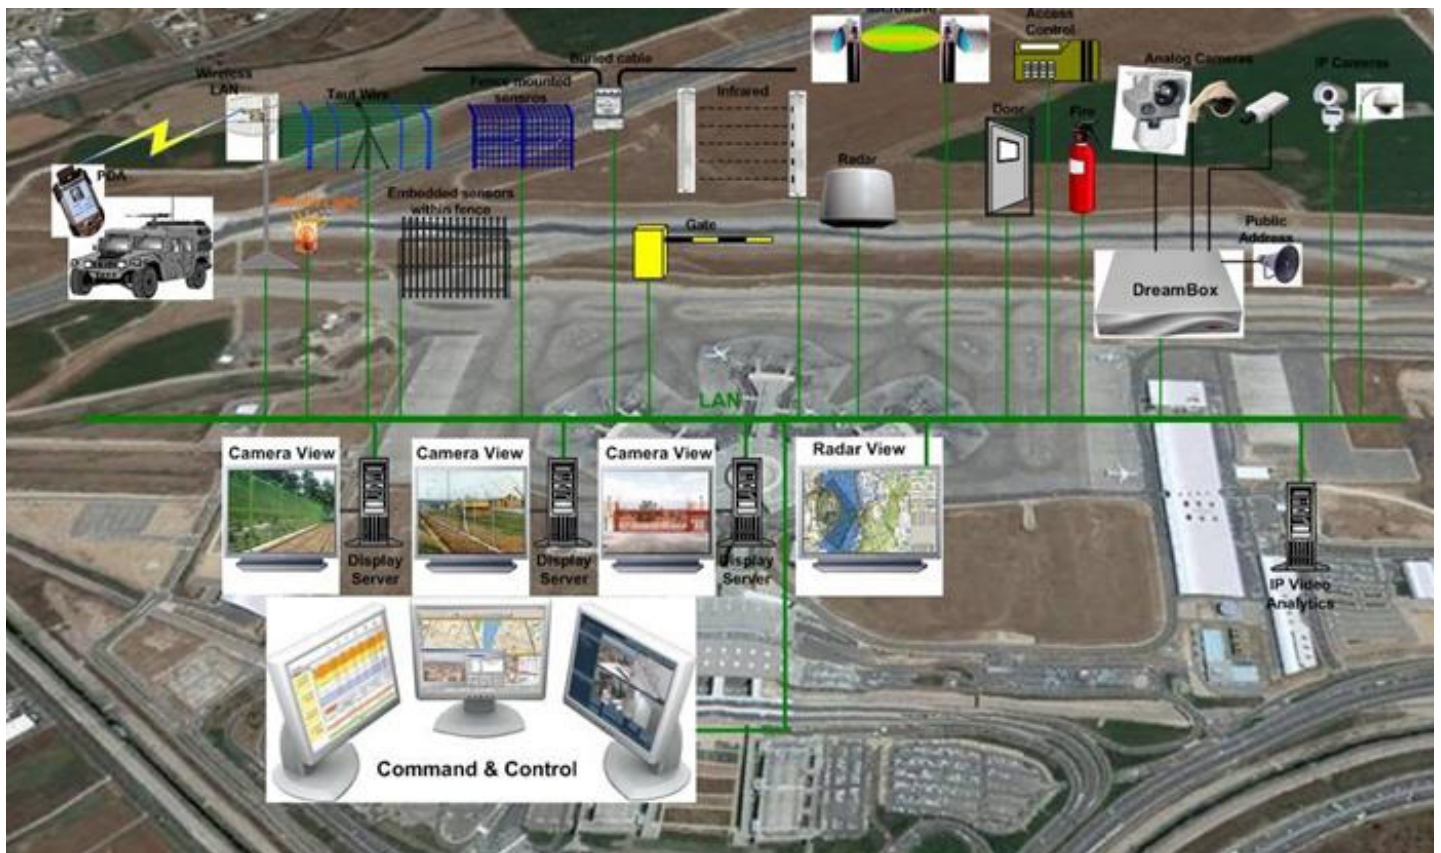 Microwave
Access
Control
Buried cable
Analog Cameras
IP Cameras
Wireless
LAN
Taut Wire
Fence mounted
sensros
Infrared
Door
Fire
PDA
Radar
Embedded sensors
within fence
Gate
Public
Address
DreamBox
LAN
Camera View
Camera View
Camera View
Radar View
Display
Server
Display
Server
Display
Server
IP Video
Analytics
Command & Control